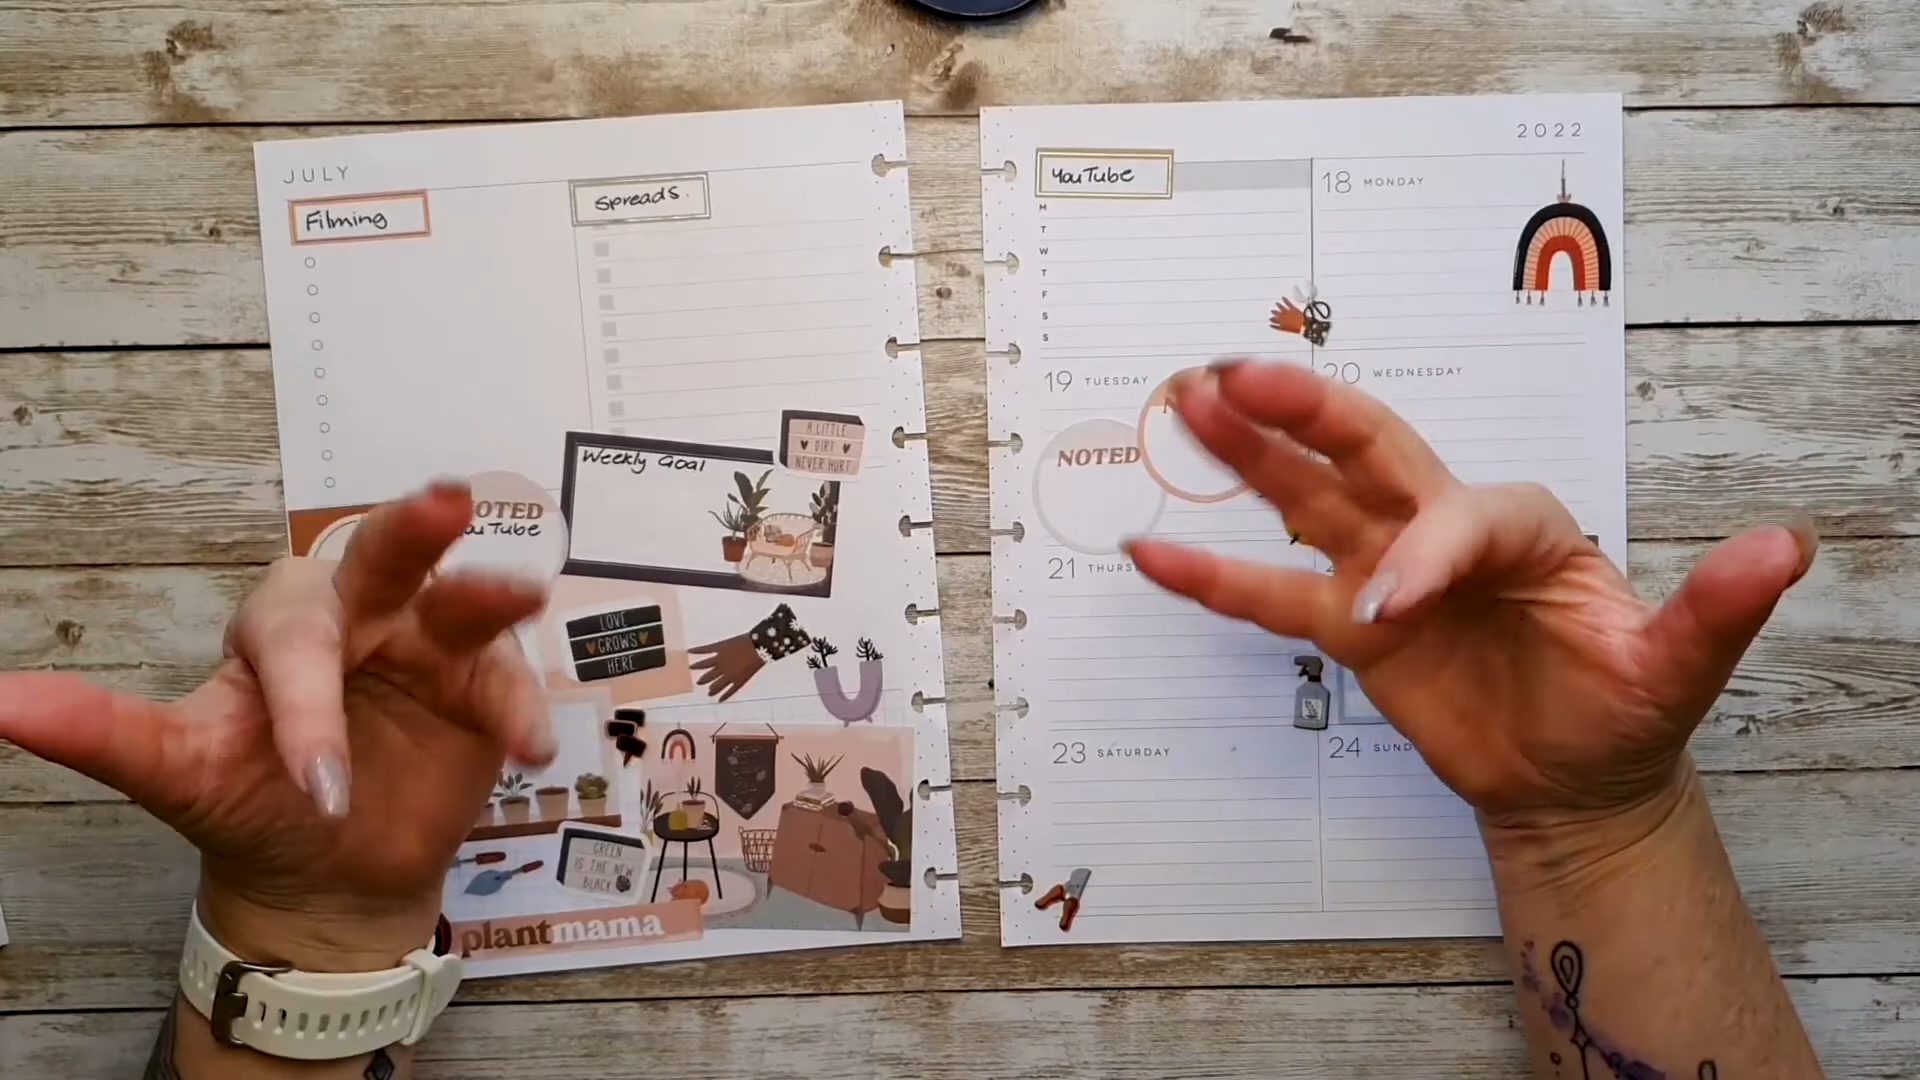 JULY
Filming
Spreads.
Weekly Goal
A LITTLE
DIRT
NEVER HURT
NOTED
LOVE
GROWS
HERE
GREEN
IS THE NEW
BLACK
plantmama
2022
YouTube
M
T
W
T
F
S
S
18 MONDAY
19 TUESDAY
20 WEDNESDAY
NOTED
21
23 SATURDAY
24